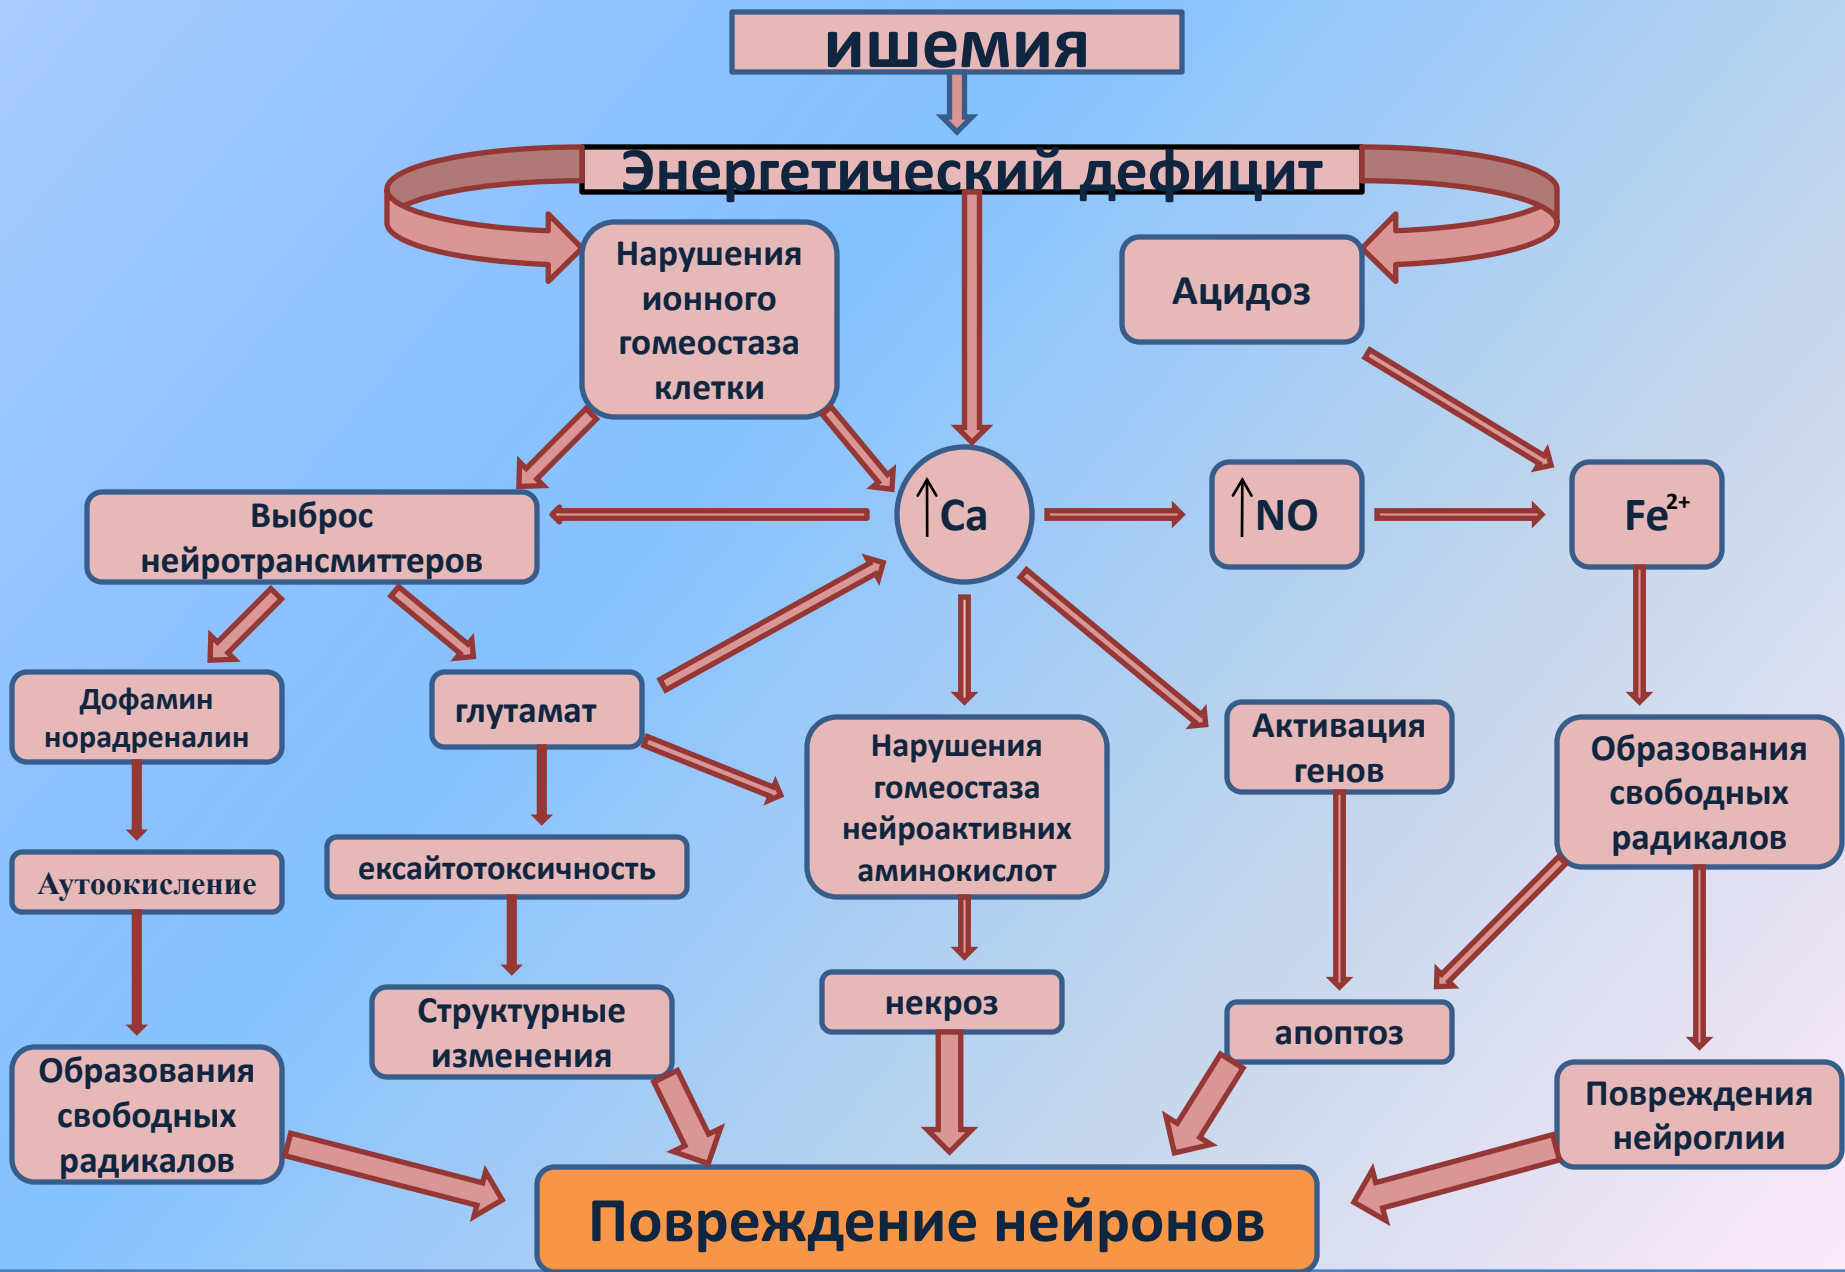 ишемия
Энергетический дефицит
Нарушения
ионного
гомеостаза
клетки
Ацидоз
Выброс
нейротрансмиттеров
↑Ca
↑NO
Fe²⁺
Дофамин
норадреналин
глутамат
Нарушения
гомеостаза
нейроактивних
аминокислот
Активация
генов
Образования
свободных
радикалов
Аутоокисление
ексайтотоксичность
Структурные
изменения
некроз
апоптоз
Образования
свободных
радикалов
Повреждения
нейроглии
Повреждение нейронов